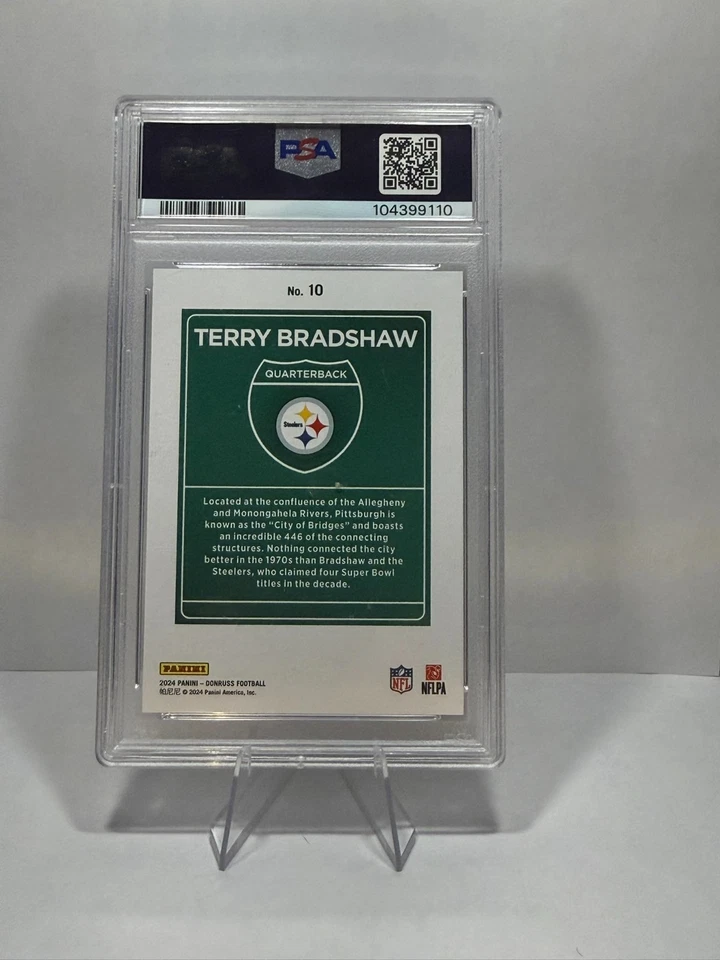 PSA
104399110
No. 10
TERRY BRADSHAW
QUARTERBACK
Steelers
Located at the confluence of the Allegheny
and Monongahela Rivers, Pittsburgh is
known as the “City of Bridges” and boasts
an incredible 446 of the connecting
structures. Nothing connected the city
better in the 1970s than Bradshaw and the
Steelers, who claimed four Super Bowl
titles in the decade.
PANINI
2024 PANINI – DONRUSS FOOTBALL
帕尼尼 © 2024 Panini America, Inc.
NFL
NFLPA